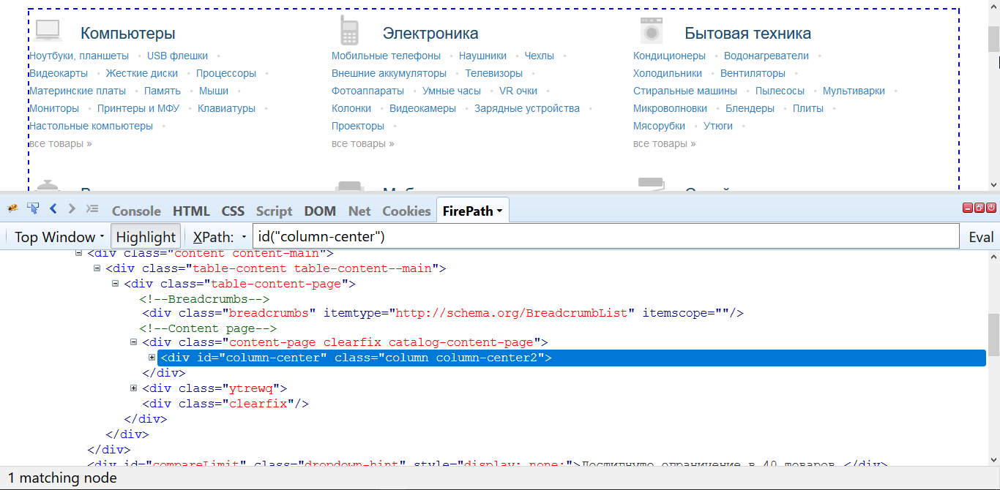 Компьютеры Электроника Бытовая техника
Ноутбуки, планшеты • USB флешки • Мобильные телефоны • Наушники • Чехлы • Кондиционеры • Водонагреватели •
Видеокарты • Жесткие диски • Процессоры • Внешние аккумуляторы • Телевизоры • Холодильники • Вентиляторы •
Материнские платы • Память • Мыши • Фотоаппараты • Умные часы • VR очки • Стиральные машины • Пылесосы • Мультиварки •
Мониторы • Принтеры и МФУ • Клавиатуры • Колонки • Видеокамеры • Зарядные устройства • Микроволновки • Блендеры • Плиты •
Настольные компьютеры • Проекторы • Мясорубки • Утюги •
все товары » все товары » все товары »
Console HTML CSS Script DOM Net Cookies FirePath
Top Window Highlight XPath: id("column-center") Eval
<div class="content content-main">
<div class="table-content table-content--main">
<div class="table-content-page">
<!--Breadcrumbs-->
<div class="breadcrumbs" itemtype="http://schema.org/BreadcrumbList" itemscope=""/>
<!--Content page-->
<div class="content-page clearfix catalog-content-page">
<div id="column-center" class="column column-center2">
</div>
<div class="ytrewq">
<div class="clearfix"/>
</div>
</div>
</div>
<div id="compareLimit" class="dropdown-hint" style="display: none;">Достигнуто ограничение в 40 товаров.</div>
1 matching node